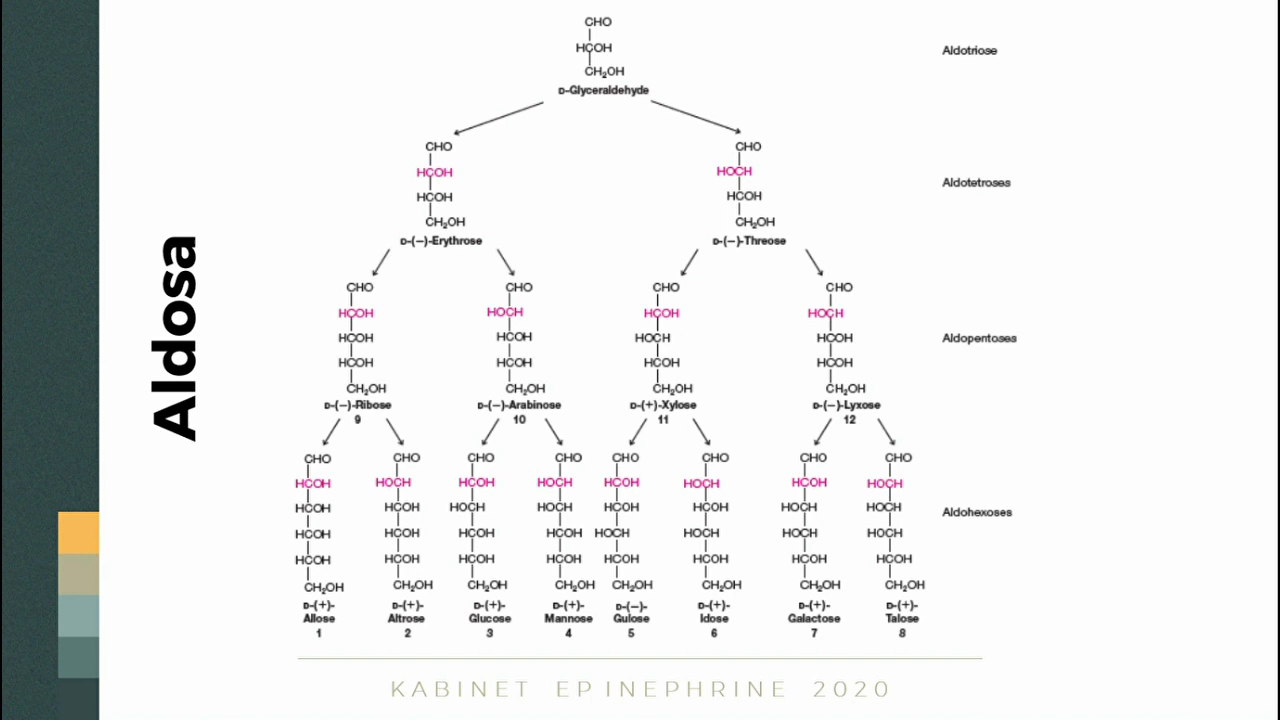 Aldosa
CHO
HCOH
CH₂OH
D-Glyceraldehyde
Aldotriose
CHO
HCOH
HCOH
CH₂OH
D-(−)-Erythrose
CHO
HOCH
HCOH
CH₂OH
D-(−)-Threose
Aldotetroses
CHO
HCOH
HCOH
HCOH
CH₂OH
D-(−)-Ribose
9
CHO
HOCH
HCOH
HCOH
CH₂OH
D-(−)-Arabinose
10
CHO
HCOH
HOCH
HCOH
CH₂OH
D-(+)-Xylose
11
CHO
HOCH
HCOH
HCOH
CH₂OH
D-(−)-Lyxose
12
Aldopentoses
CHO
HCOH
HCOH
HCOH
HCOH
CH₂OH
D-(+)-
Allose
1
CHO
HOCH
HCOH
HCOH
HCOH
CH₂OH
D-(+)-
Altrose
2
CHO
HCOH
HOCH
HCOH
HCOH
CH₂OH
D-(+)-
Glucose
3
CHO
HOCH
HOCH
HCOH
HCOH
CH₂OH
D-(+)-
Mannose
4
CHO
HCOH
HCOH
HOCH
HCOH
CH₂OH
D-(−)-
Gulose
5
CHO
HOCH
HCOH
HOCH
HCOH
CH₂OH
D-(+)-
Idose
6
CHO
HCOH
HOCH
HOCH
HCOH
CH₂OH
D-(+)-
Galactose
7
CHO
HOCH
HOCH
HOCH
HCOH
CH₂OH
D-(+)-
Talose
8
Aldohexoses
KABINET EPINEPHRINE 2020